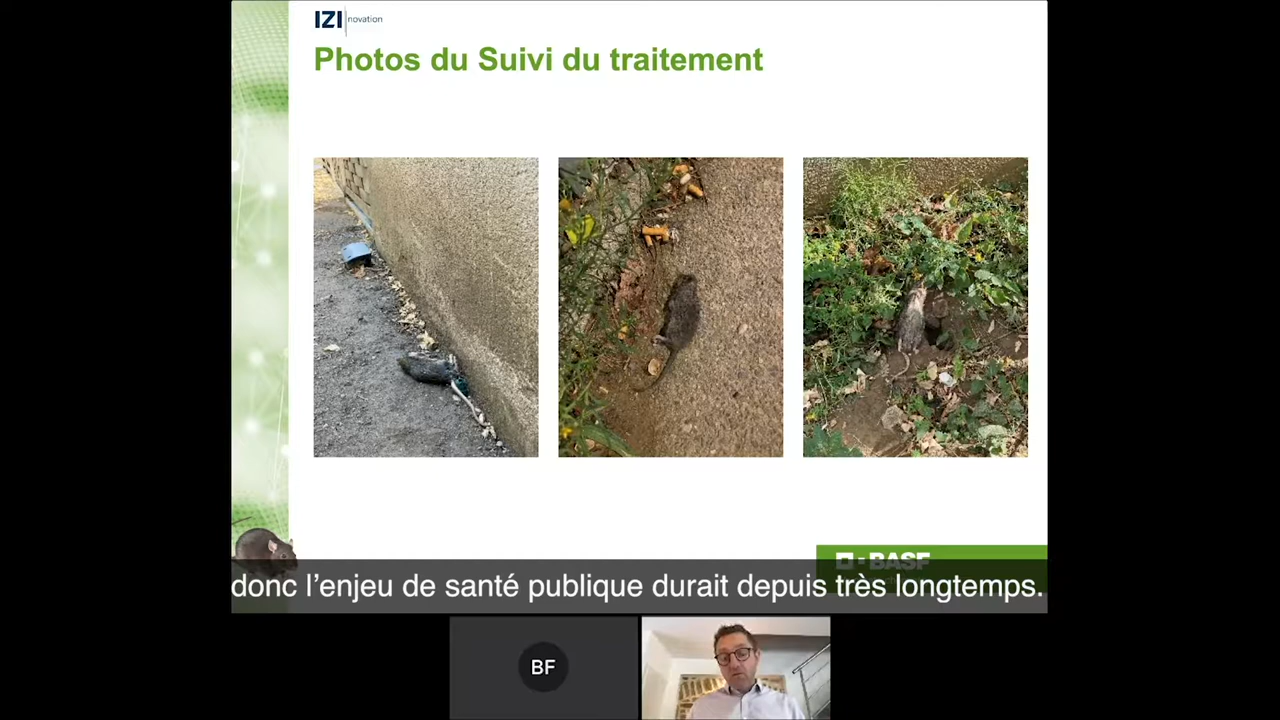 IZI novation
Photos du Suivi du traitement
BASF
donc l'enjeu de santé publique durait depuis très longtemps.
BF